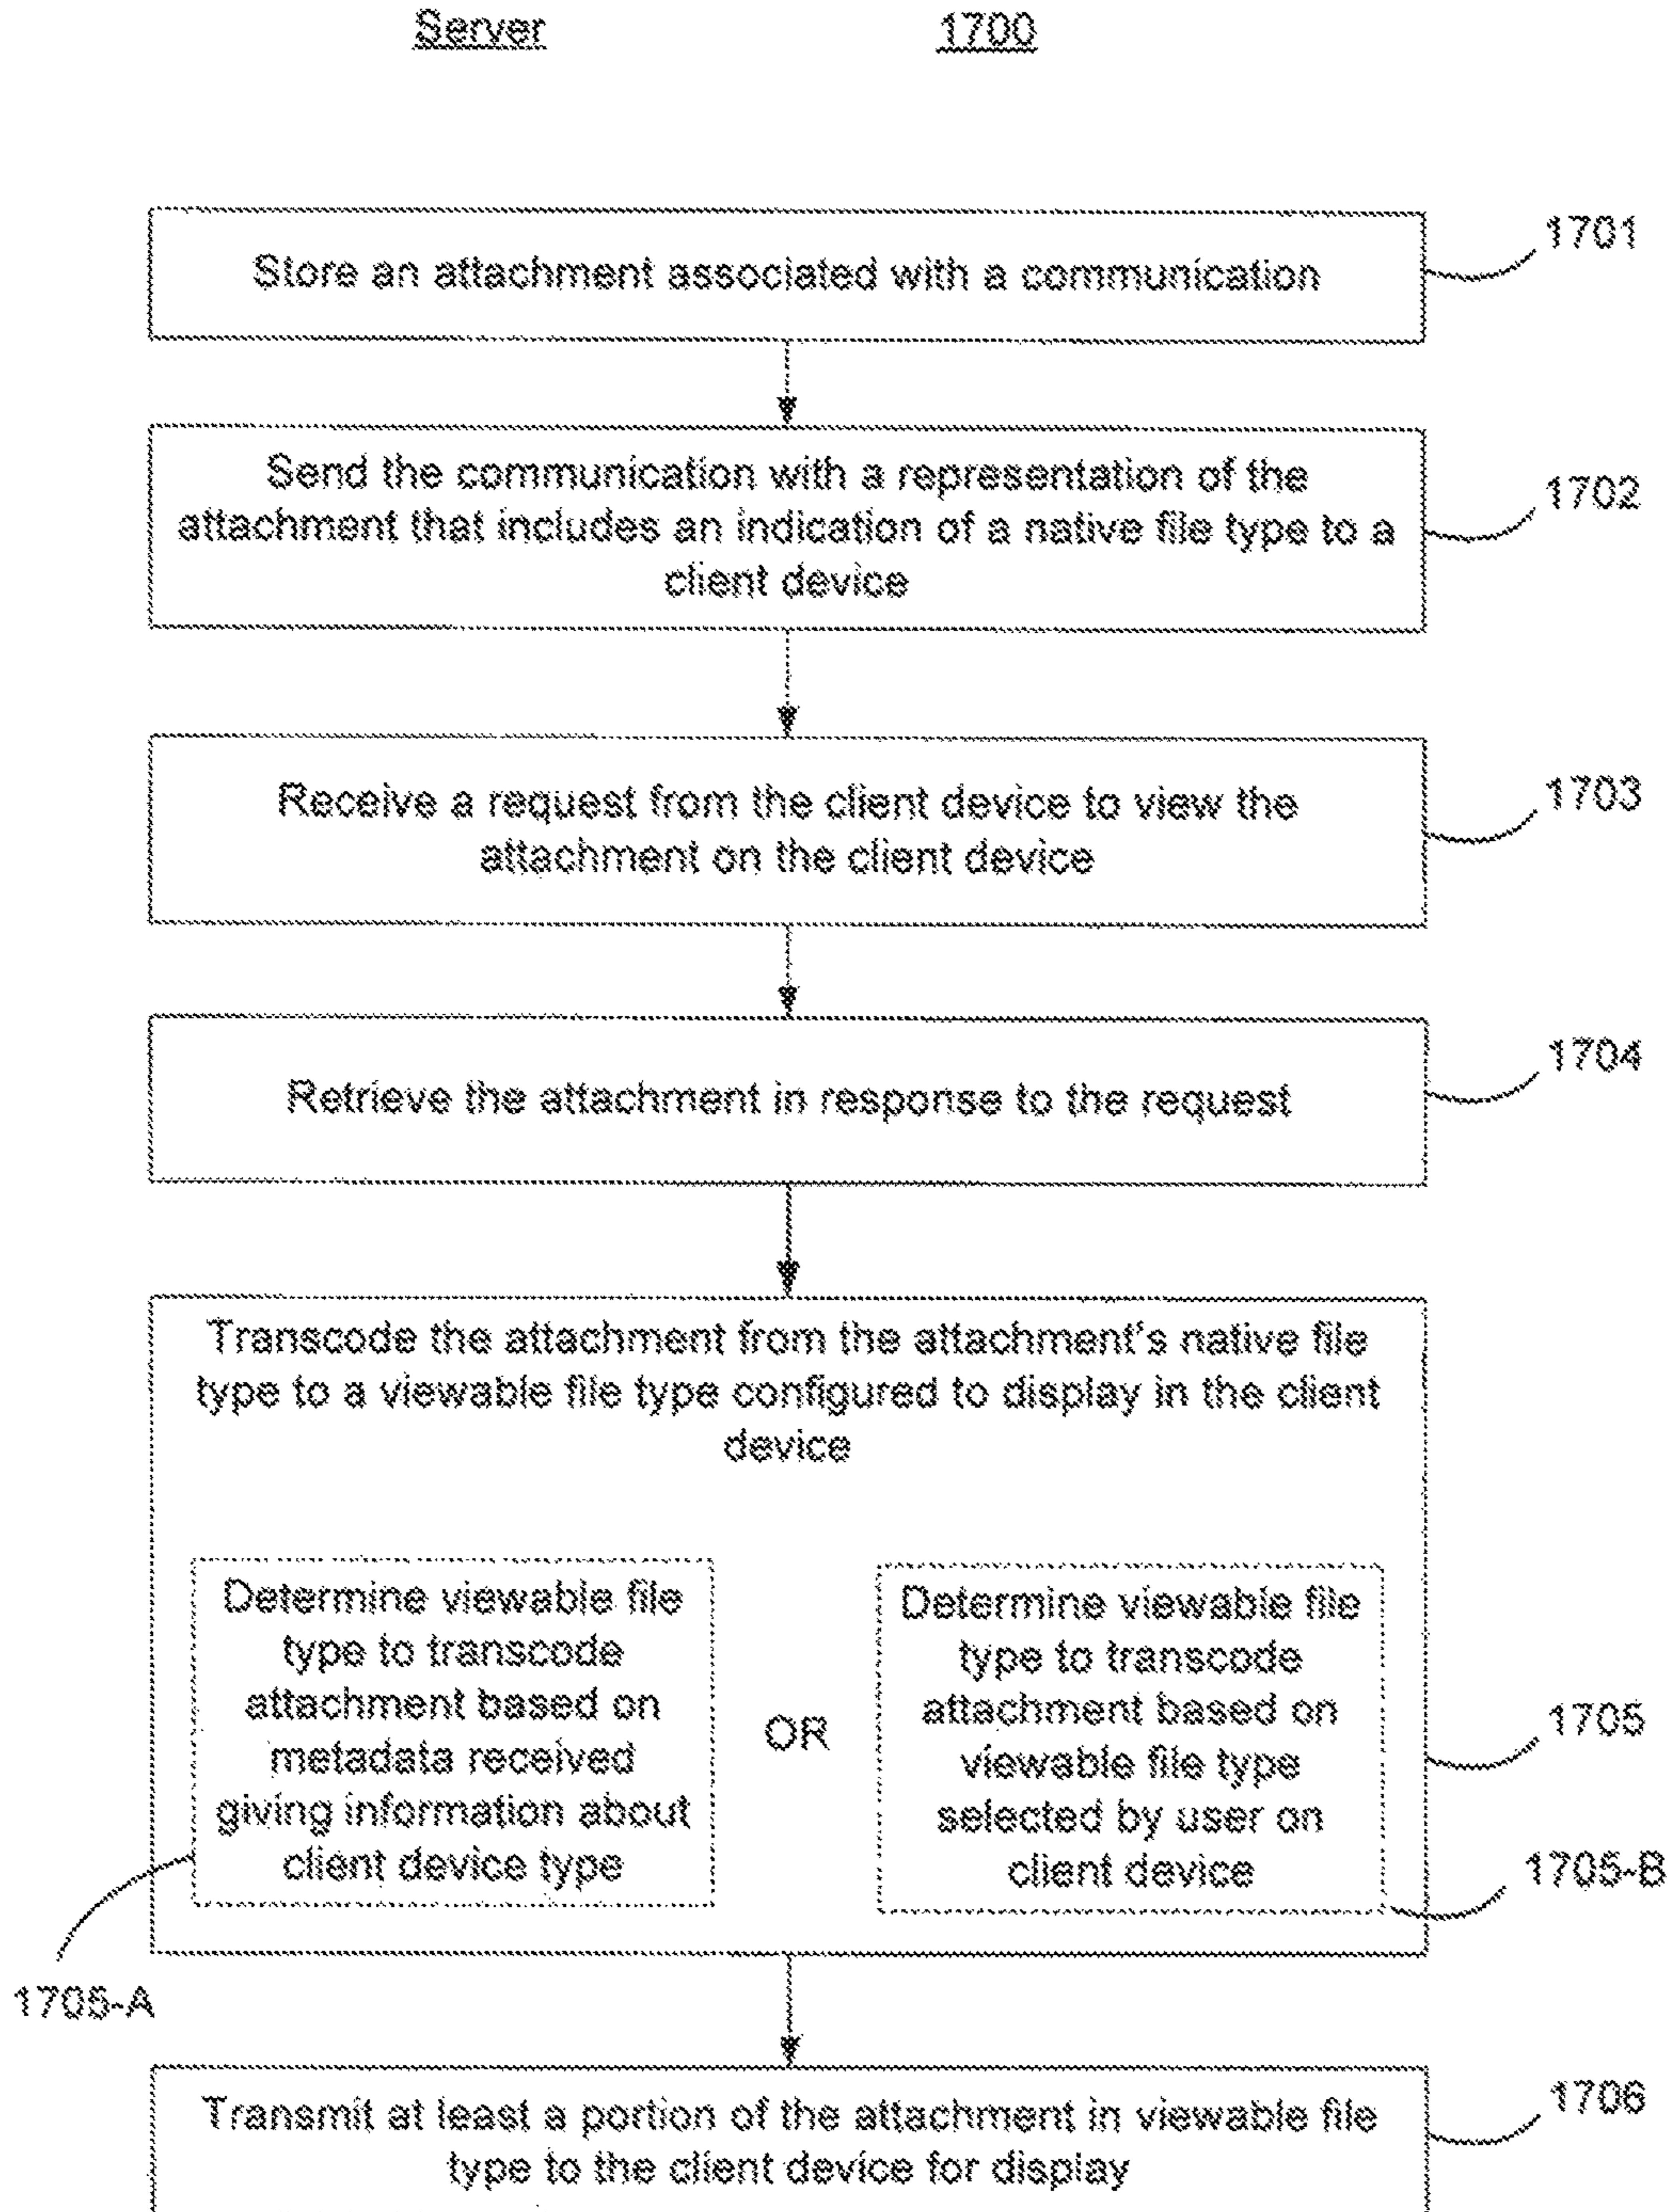 Server 1700
Store an attachment associated with a communication
1701
Send the communication with a representation of the
attachment that includes an indication of a native file type to a
client device
1702
Receive a request from the client device to view the
attachment on the client device
1703
Retrieve the attachment in response to the request
1704
Transcode the attachment from the attachment's native file
type to a viewable file type configured to display in the client
device
Determine viewable file
type to transcode
attachment based on
metadata received
giving information about
client device type
OR
Determine viewable file
type to transcode
attachment based on
viewable file type
selected by user on
client device
1705
1705-B
1705-A
Transmit at least a portion of the attachment in viewable file
type to the client device for display
1706